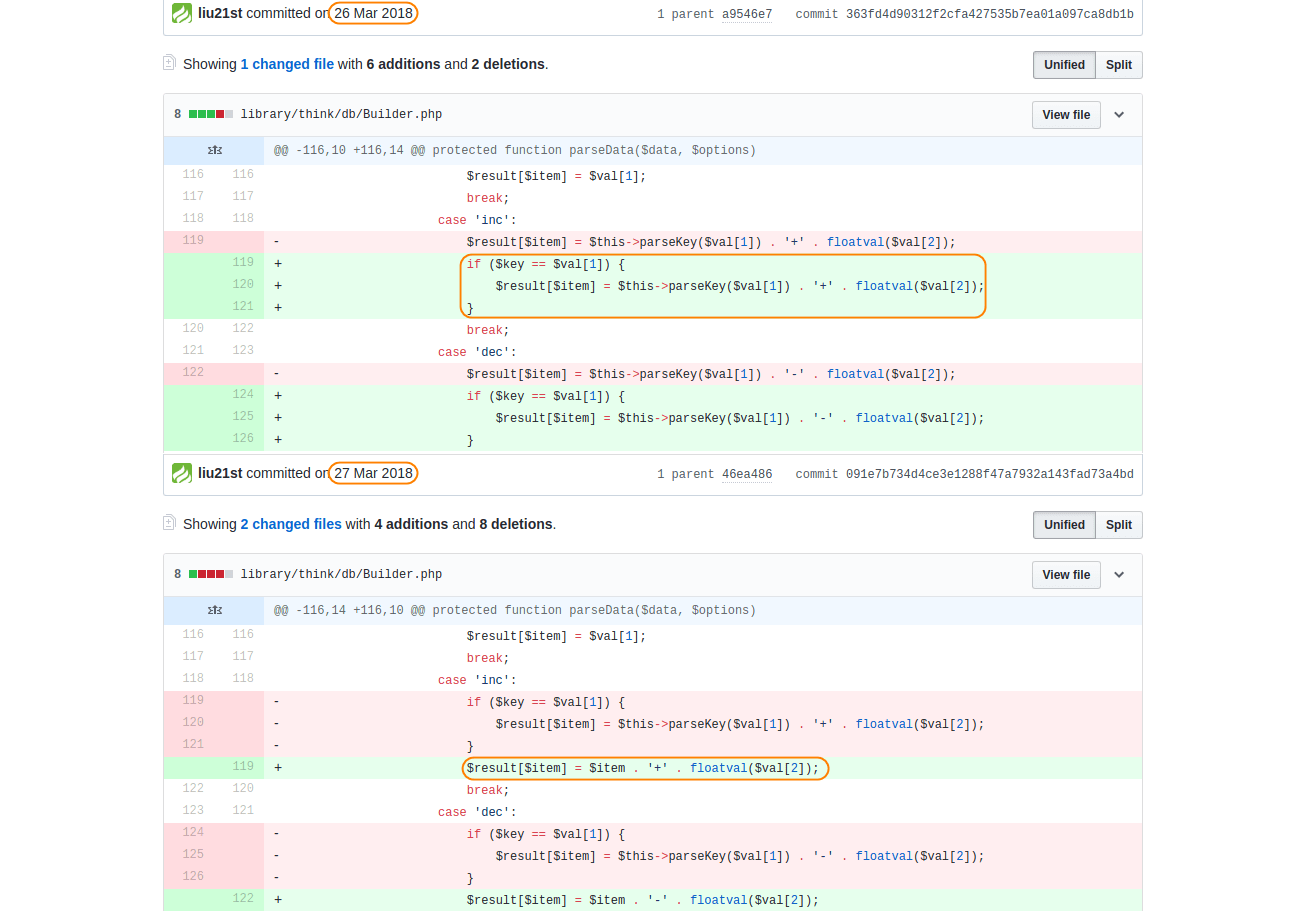 liu21st committed on 26 Mar 2018 1 parent a9546e7 commit 363fd4d90312f2cfa427535b7ea01a097ca8db1b
Showing 1 changed file with 6 additions and 2 deletions. Unified Split
8 library/think/db/Builder.php View file
@@ -116,10 +116,14 @@ protected function parseData($data, $options)
116 116 $result[$item] = $val[1];
117 117 break;
118 118 case 'inc':
119 - $result[$item] = $this->parseKey($val[1]) . '+' . floatval($val[2]);
119 + if ($key == $val[1]) {
120 + $result[$item] = $this->parseKey($val[1]) . '+' . floatval($val[2]);
121 + }
120 122 break;
121 123 case 'dec':
122 - $result[$item] = $this->parseKey($val[1]) . '-' . floatval($val[2]);
124 + if ($key == $val[1]) {
125 + $result[$item] = $this->parseKey($val[1]) . '-' . floatval($val[2]);
126 + }
liu21st committed on 27 Mar 2018 1 parent 46ea486 commit 091e7b734d4ce3e1288f47a7932a143fad73a4bd
Showing 2 changed files with 4 additions and 8 deletions. Unified Split
8 library/think/db/Builder.php View file
@@ -116,14 +116,10 @@ protected function parseData($data, $options)
116 116 $result[$item] = $val[1];
117 117 break;
118 118 case 'inc':
119 - if ($key == $val[1]) {
120 - $result[$item] = $this->parseKey($val[1]) . '+' . floatval($val[2]);
121 - }
119 + $result[$item] = $item . '+' . floatval($val[2]);
122 120 break;
123 121 case 'dec':
124 - if ($key == $val[1]) {
125 - $result[$item] = $this->parseKey($val[1]) . '-' . floatval($val[2]);
126 - }
122 + $result[$item] = $item . '-' . floatval($val[2]);